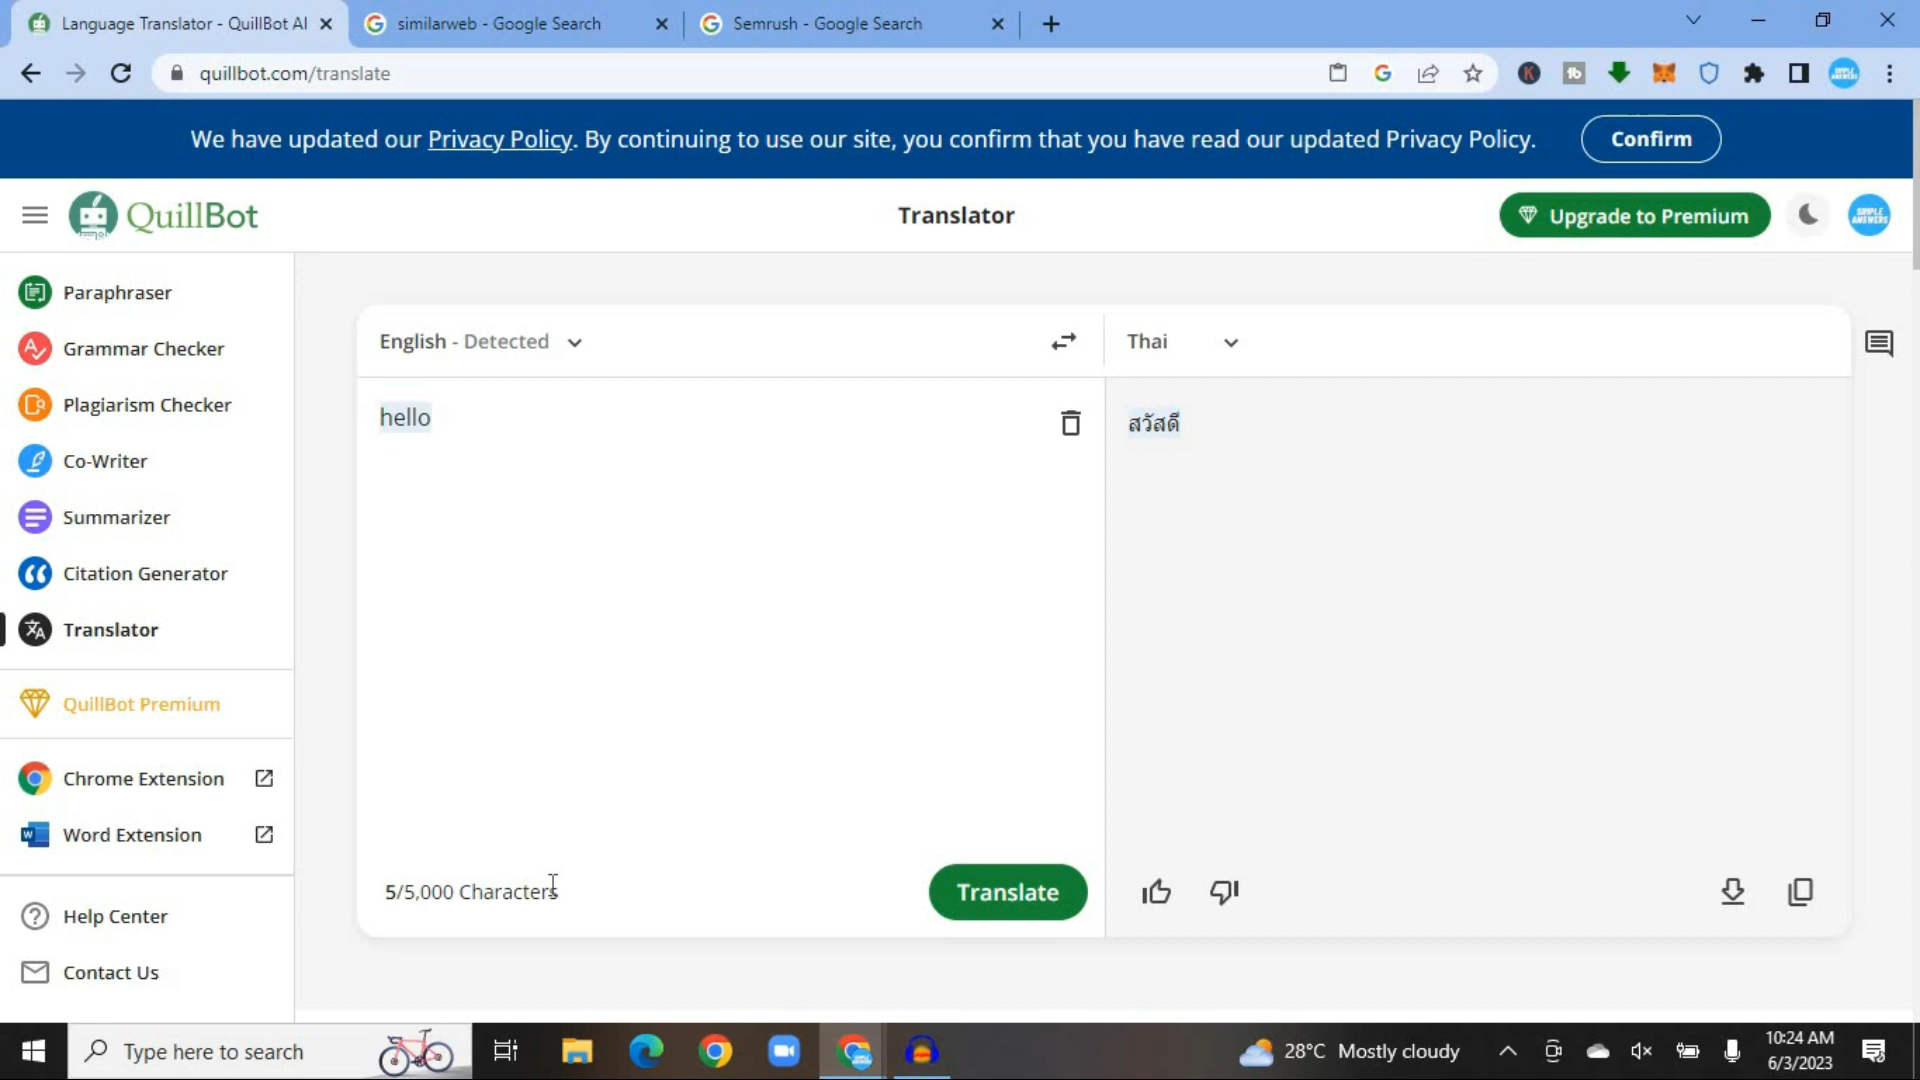 Language Translator - QuillBot AI
similarweb - Google Search
Semrush - Google Search
quillbot.com/translate
We have updated our Privacy Policy. By continuing to use our site, you confirm that you have read our updated Privacy Policy.
Confirm
QuillBot
Translator
Upgrade to Premium
SIMPLE ANSWERS
Paraphraser
Grammar Checker
Plagiarism Checker
Co-Writer
Summarizer
Citation Generator
Translator
QuillBot Premium
Chrome Extension
Word Extension
Help Center
Contact Us
English - Detected
Thai
hello
สวัสดี
5/5,000 Characters
Translate
Type here to search
28°C Mostly cloudy
10:24 AM
6/3/2023